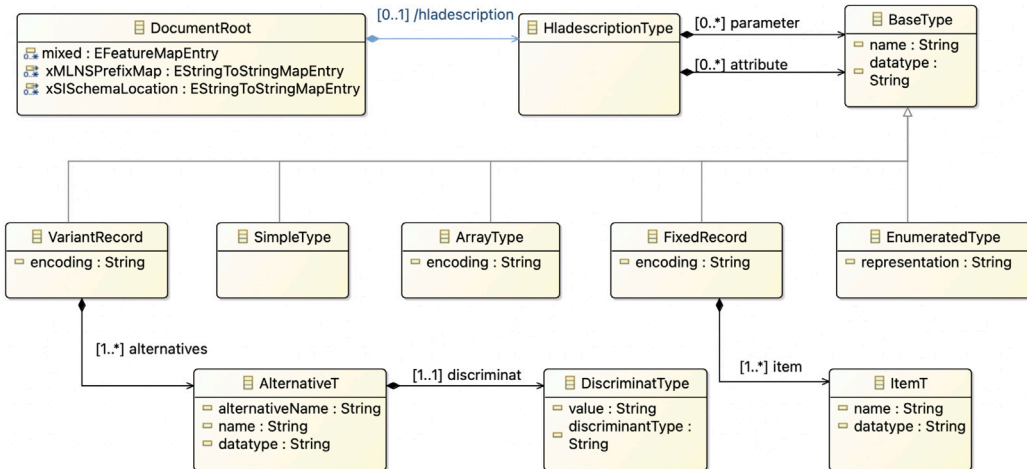 [0..1] /hladescription
DocumentRoot
mixed : EFeatureMapEntry
xMLNSPrefixMap : EStringToStringMapEntry
xSISchemaLocation : EStringToStringMapEntry
HladescriptionType
[0..*] parameter
[0..*] attribute
BaseType
name : String
datatype :
String
VariantRecord
encoding : String
SimpleType
ArrayType
encoding : String
FixedRecord
encoding : String
EnumeratedType
representation : String
[1..*] alternatives
AlternativeT
alternativeName : String
name : String
datatype : String
[1..1] discriminat
DiscriminatType
value : String
discriminantType :
String
[1..*] item
ItemT
name : String
datatype : String